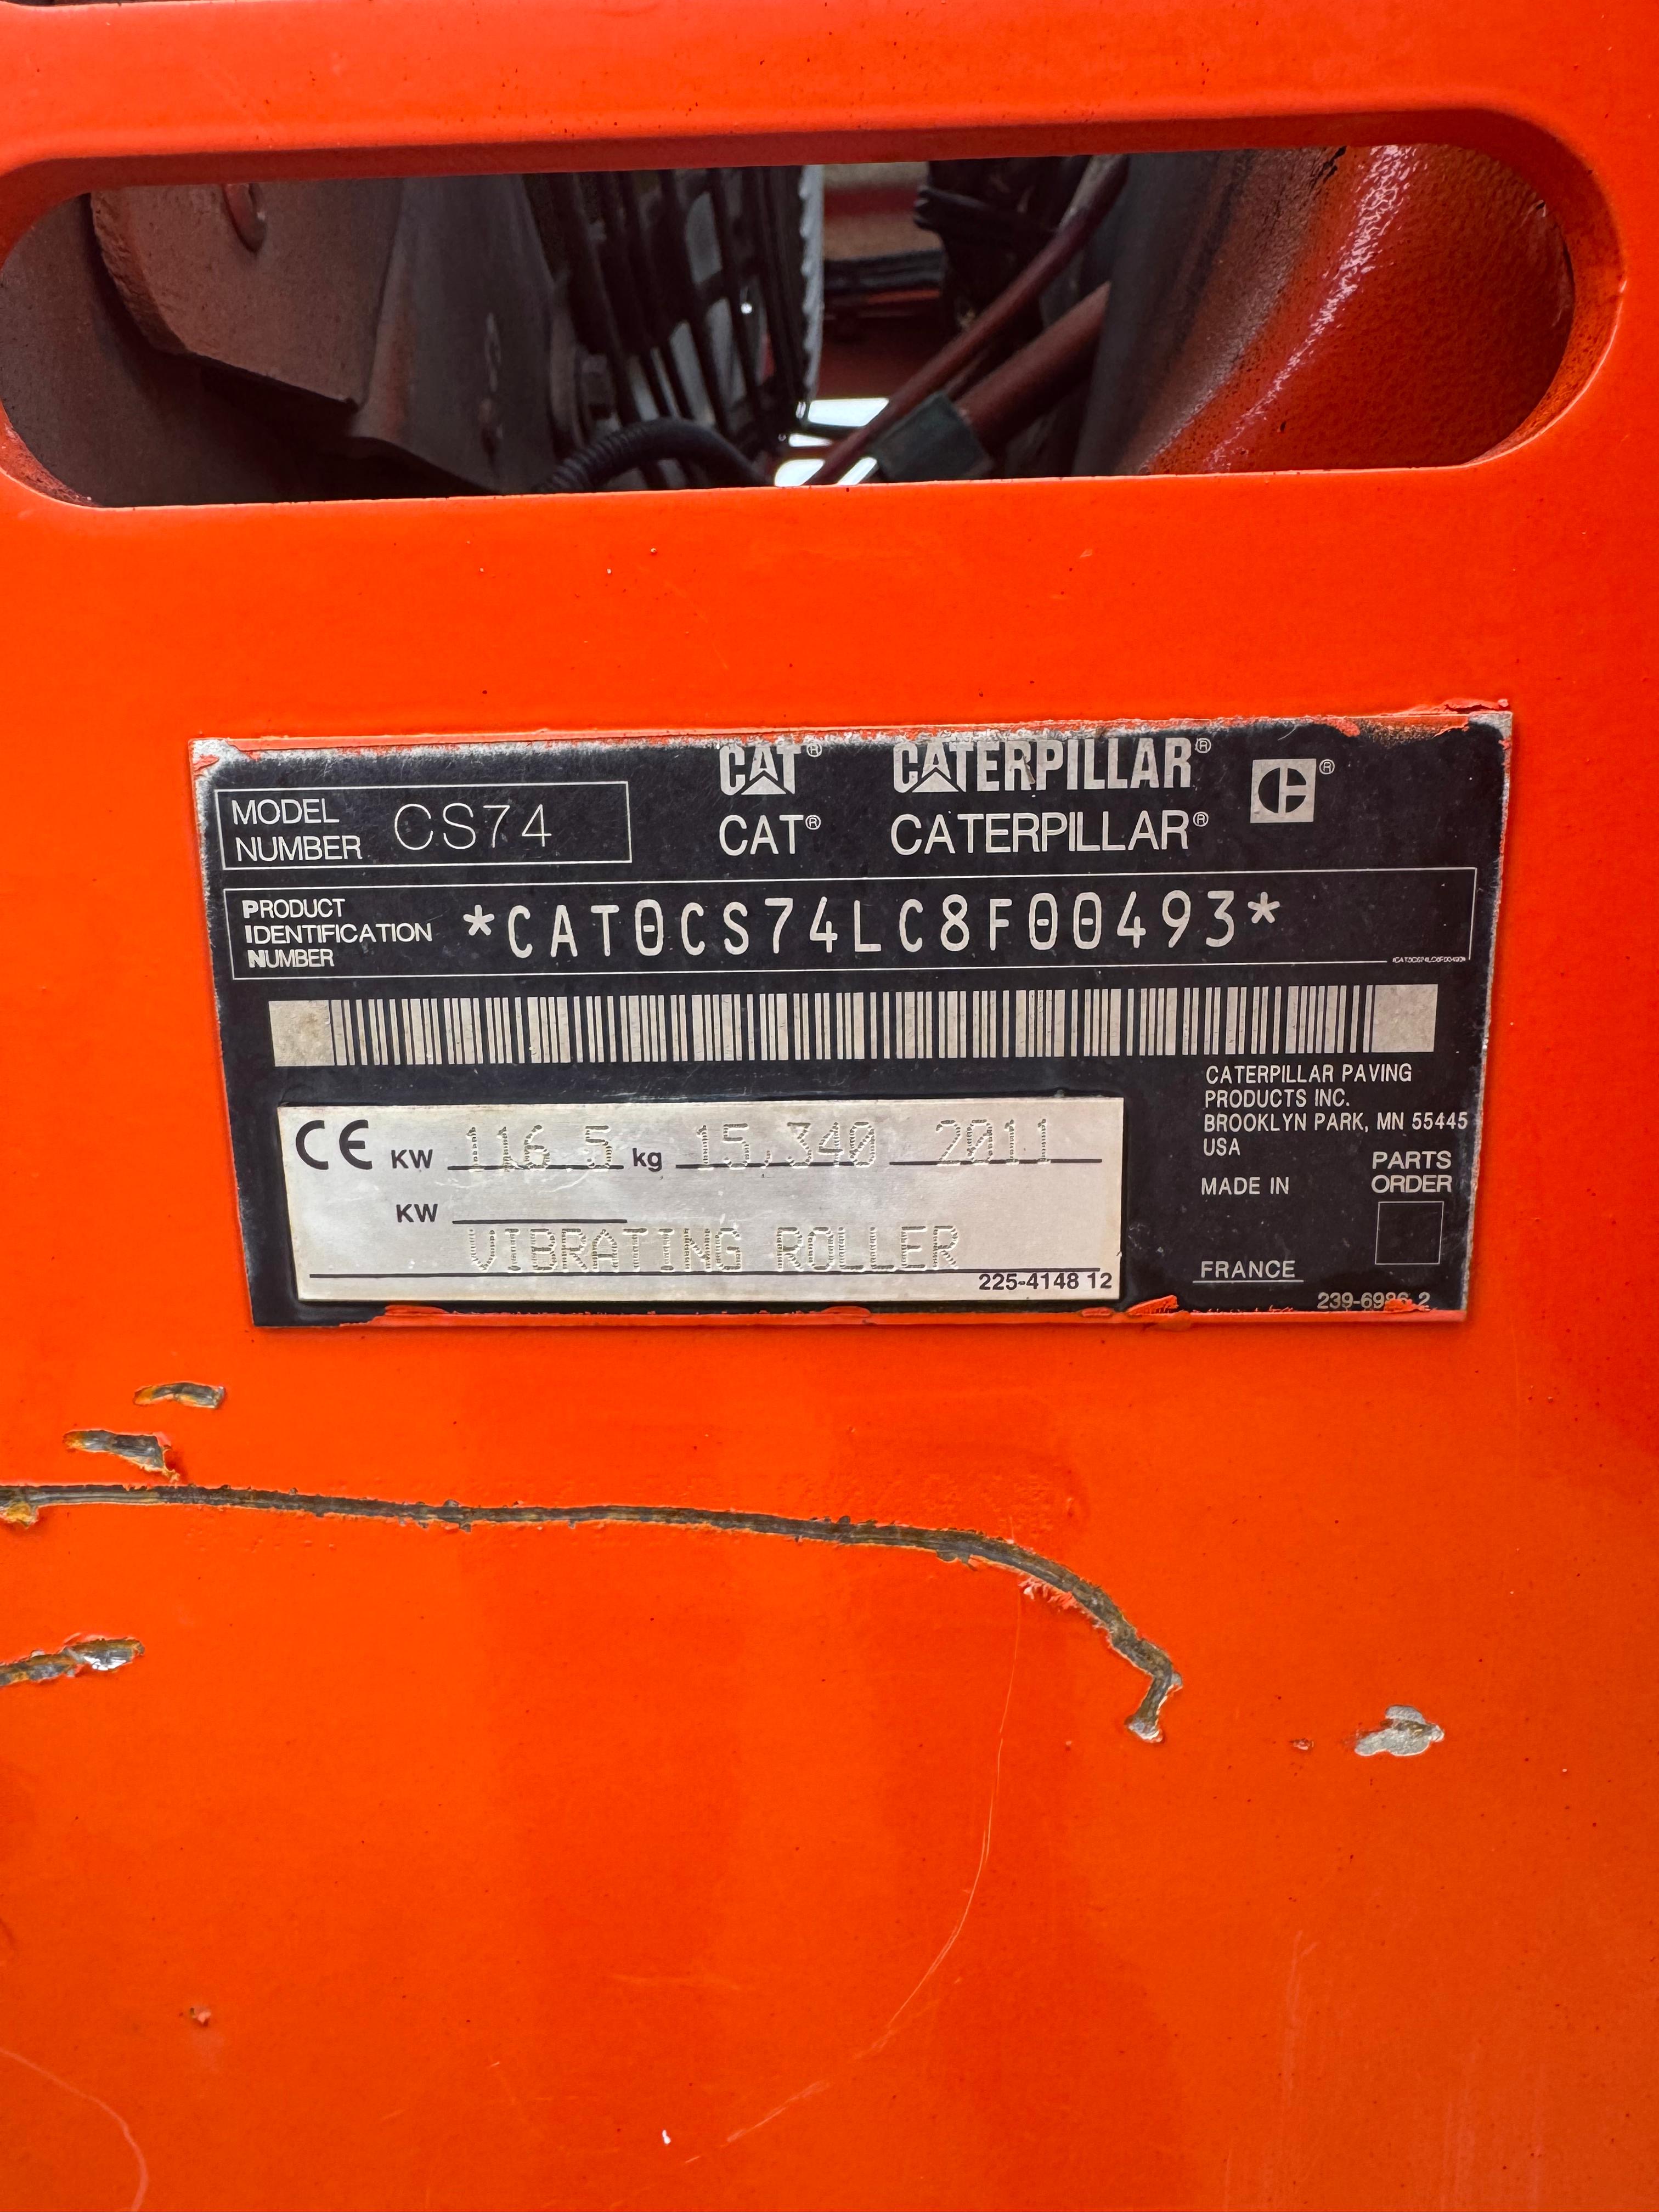 CAT® CATERPILLAR® C®
MODEL NUMBER CS74
CAT® CATERPILLAR®
PRODUCT IDENTIFICATION NUMBER *CAT0CS74LC8F00493*
*CAT0CS74LC8F00493*
CATERPILLAR PAVING
PRODUCTS INC.
BROOKLYN PARK, MN 55445
USA
CE KW 116.5 kg 15,340 2011
KW
VIBRATING ROLLER
225-4148 12
MADE IN
FRANCE
PARTS
ORDER